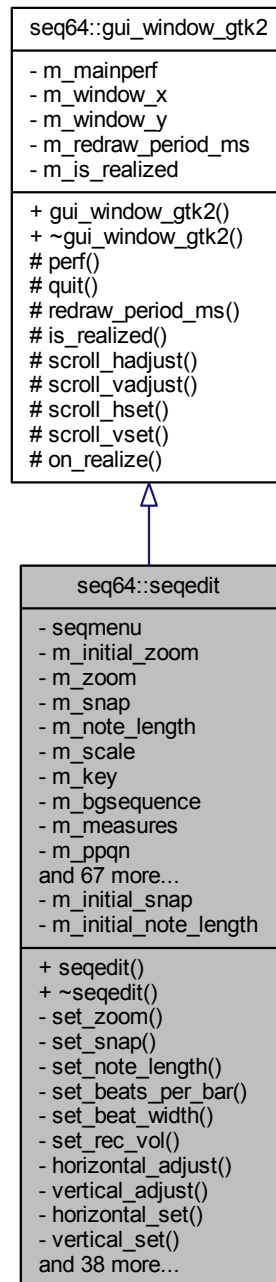 seq64::gui_window_gtk2
- m_mainperf
- m_window_x
- m_window_y
- m_redraw_period_ms
- m_is_realized
+ gui_window_gtk2()
+ ~gui_window_gtk2()
# perf()
# quit()
# redraw_period_ms()
# is_realized()
# scroll_hadjust()
# scroll_vadjust()
# scroll_hset()
# scroll_vset()
# on_realize()
seq64::seqedit
- seqmenu
- m_initial_zoom
- m_zoom
- m_snap
- m_note_length
- m_scale
- m_key
- m_bgsequence
- m_measures
- m_ppqn
and 67 more...
- m_initial_snap
- m_initial_note_length
+ seqedit()
+ ~seqedit()
- set_zoom()
- set_snap()
- set_note_length()
- set_beats_per_bar()
- set_beat_width()
- set_rec_vol()
- horizontal_adjust()
- vertical_adjust()
- horizontal_set()
- vertical_set()
and 38 more...